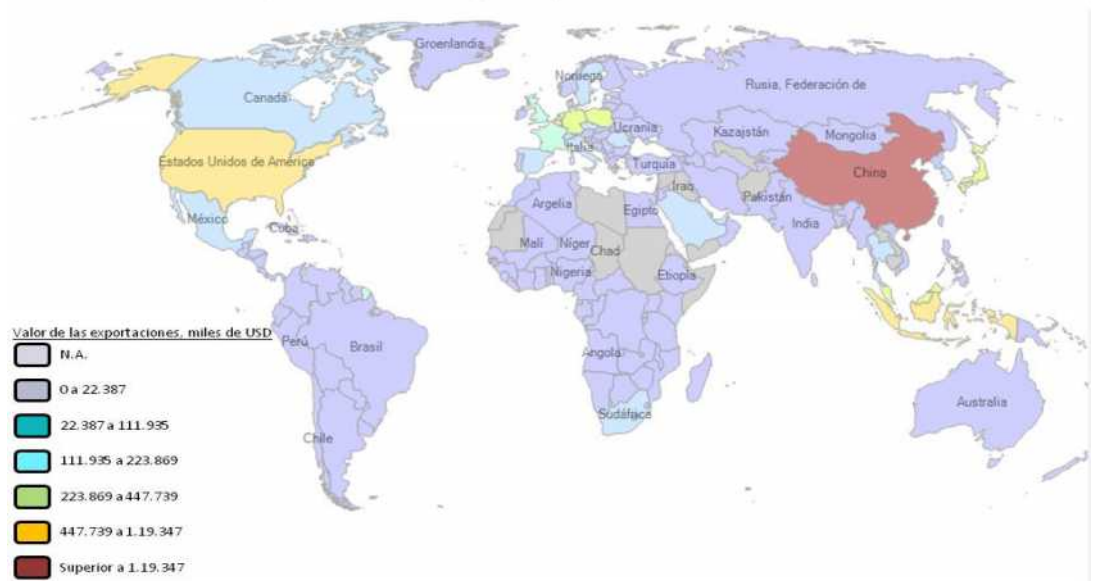 Groenlandia
Noruega
Rusia, Federación de
Canadá
Ucrania
Kazajstán
Mongolia
Italia
Estados Unidos de América
Turquía
China
Iraq
Pakistán
México
Argelia
Egipto
India
Cuba
Malí
Níger
Chad
Nigeria
Etiopía
Valor de las exportaciones, miles de USD
N.A.
Perú
Brasil
Angola
0 a 22.387
Australia
Sudáfrica
22.387 a 111.935
Chile
111.935 a 223.869
223.869 a 447.739
447.739 a 1.19.347
Superior a 1.19.347